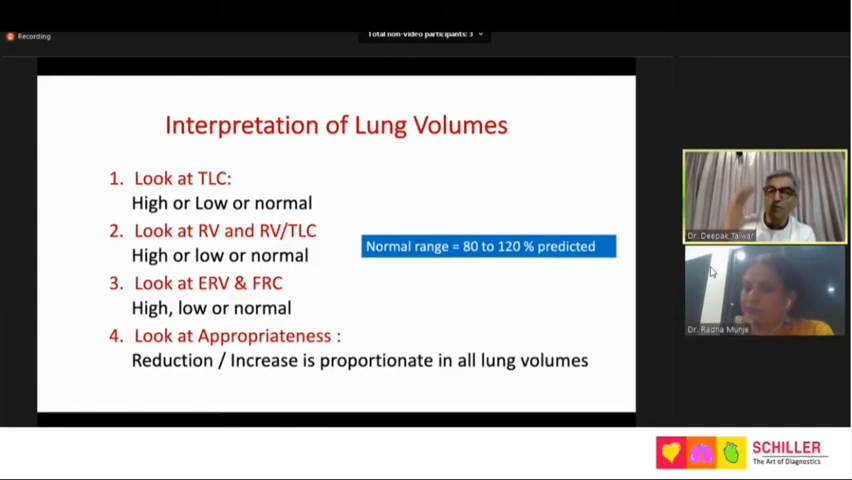 Recording
Total non-video participants: 3
Interpretation of Lung Volumes
1. Look at TLC:
High or Low or normal
2. Look at RV and RV/TLC
High or low or normal
3. Look at ERV & FRC
High, low or normal
4. Look at Appropriateness :
Reduction / Increase is proportionate in all lung volumes
Normal range = 80 to 120 % predicted
Dr. Deepak Talwar
Dr. Radha Munje
SCHILLER
The Art of Diagnostics